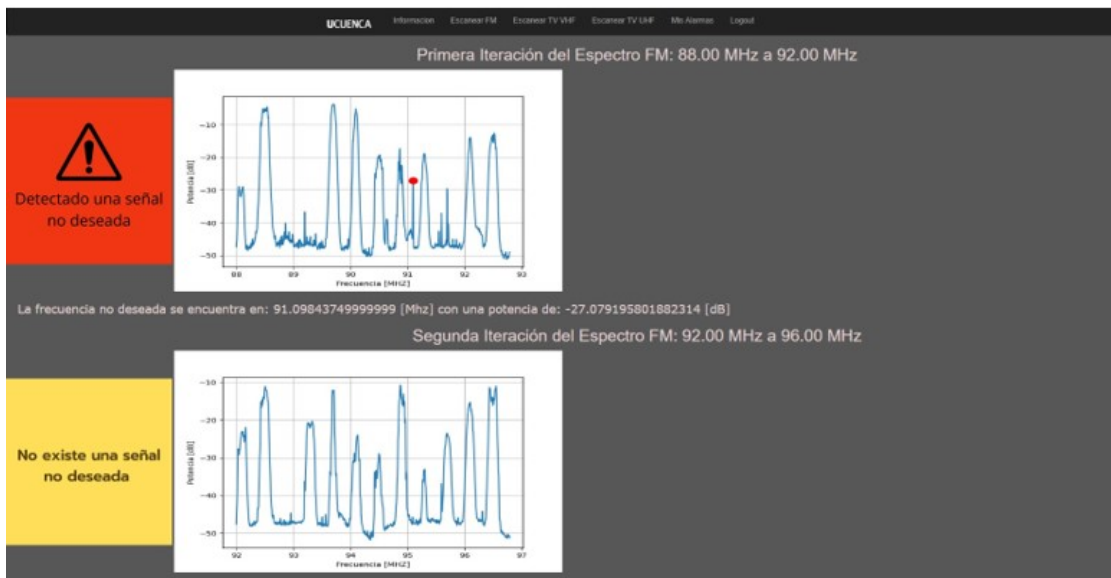 UCUENCA Informacion Escanear FM Escanear TV VHF Escanear TV UHF Mis Alarmas Logout
Primera Iteración del Espectro FM: 88.00 MHz a 92.00 MHz
Detectado una señal
no deseada
Potencia [dB]
−10
−20
−30
−40
−50
88 89 90 91 92 93
Frecuencia [MHZ]
La frecuencia no deseada se encuentra en: 91.09843749999999 [Mhz] con una potencia de: -27.079195801882314 [dB]
Segunda Iteración del Espectro FM: 92.00 MHz a 96.00 MHz
No existe una señal
no deseada
Potencia [dB]
−10
−20
−30
−40
−50
92 93 94 95 96 97
Frecuencia [MHZ]